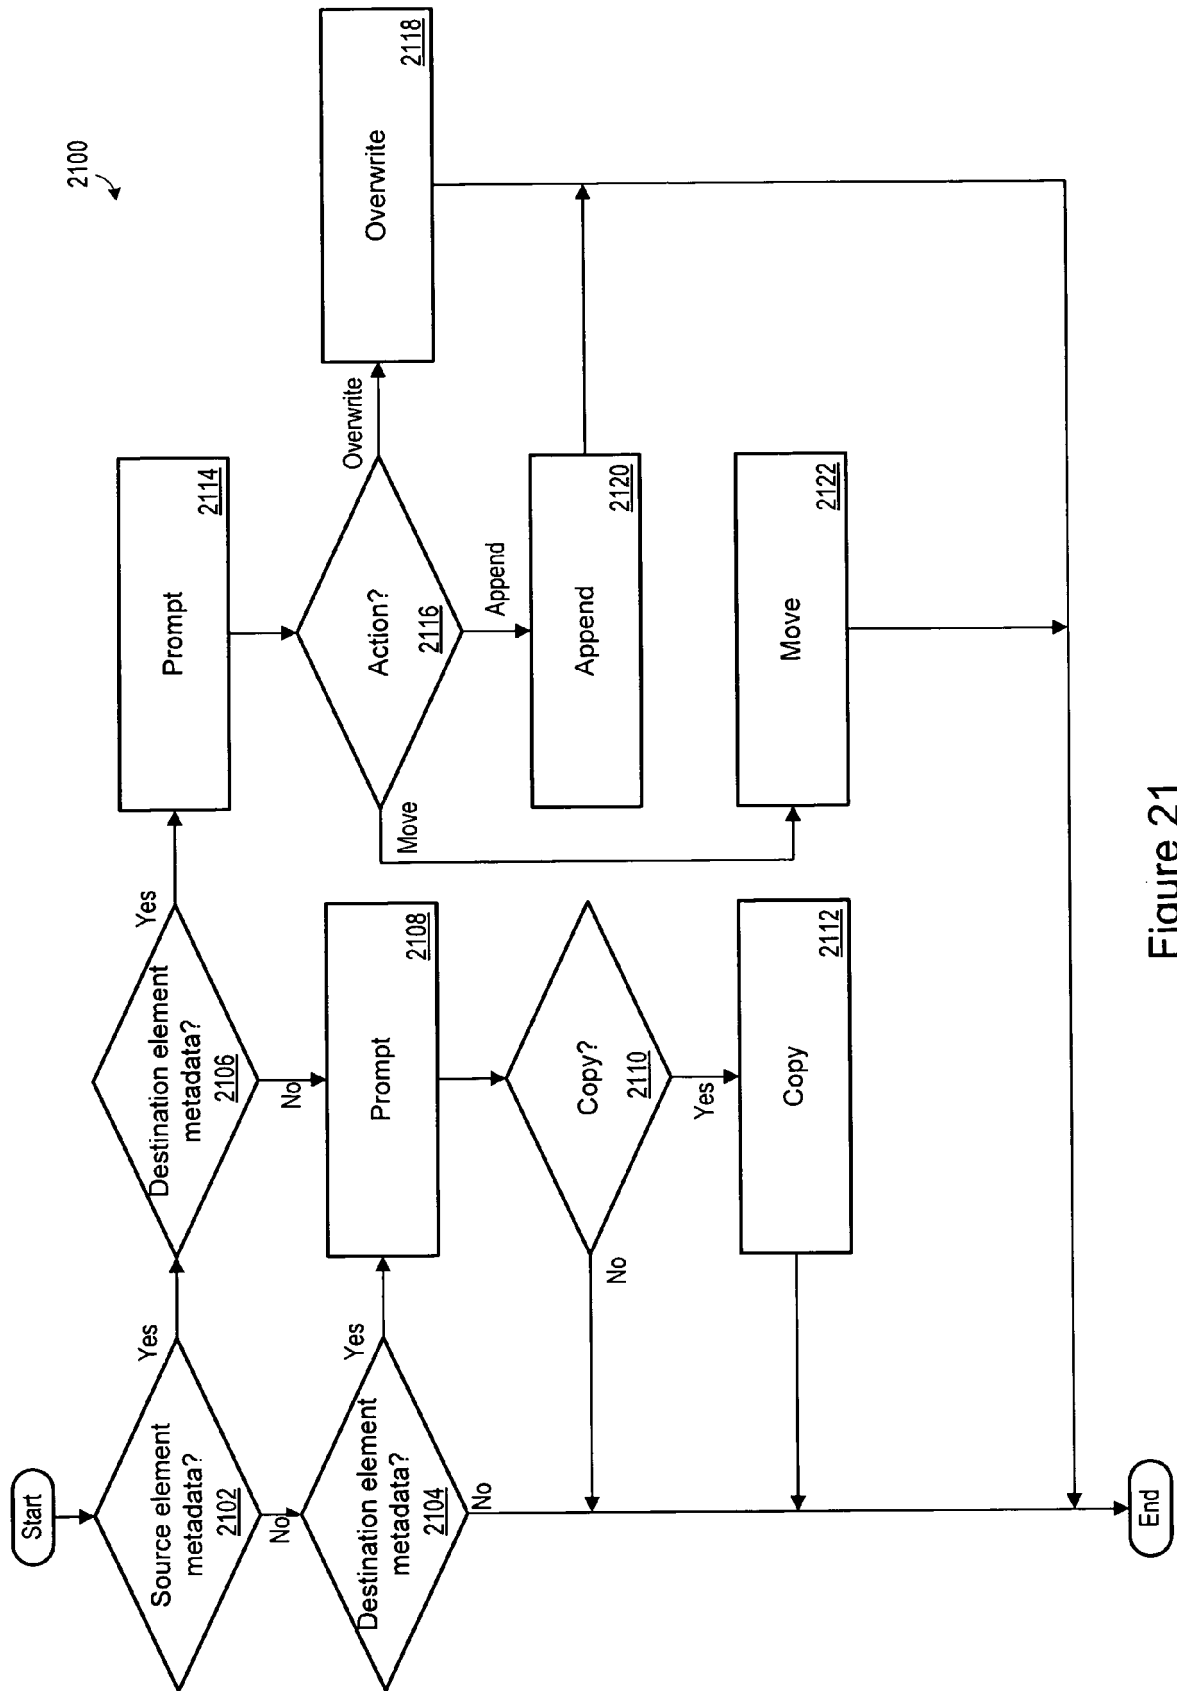 2100
Start
Source element
metadata?
2102
Yes
No
Destination element
metadata?
2106
Yes
No
Prompt
2114
Destination element
metadata?
2104
Yes
No
Prompt
2108
Action?
2116
Overwrite
Append
Move
Overwrite
2118
Copy?
2110
No
Yes
Append
2120
Copy
2112
Move
2122
End
Figure 21